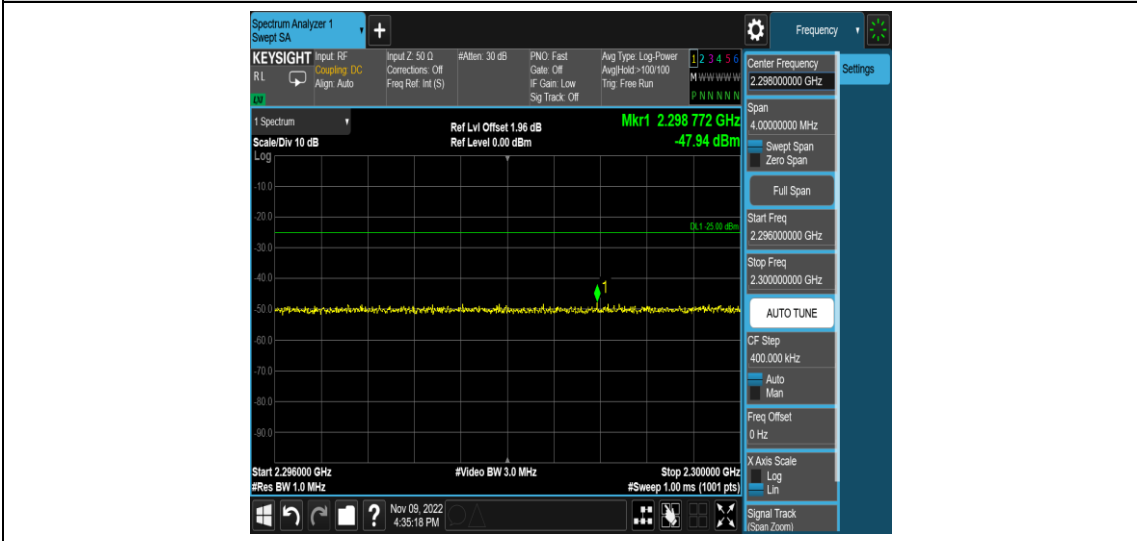 Spectrum Analyzer 1
Swept SA
+
Frequency
KEYSIGHT
RL
LXI
Input: RF
Coupling: DC
Align: Auto
Input Z: 50 Ω
Corrections: Off
Freq Ref: Int (S)
#Atten: 30 dB
PNO: Fast
Gate: Off
IF Gain: Low
Sig Track: Off
Avg Type: Log-Power
Avg|Hold:>100/100
Trig: Free Run
1 2 3 4 5 6
M W W W W W
P N N N N N
Center Frequency
2.298000000 GHz
Settings
1 Spectrum
Scale/Div 10 dB
Ref Lvl Offset 1.96 dB
Ref Level 0.00 dBm
Mkr1 2.298 772 GHz
-47.94 dBm
Log
-10.0
-20.0
DL1 -25.00 dBm
-30.0
-40.0
1
-50.0
-60.0
-70.0
-80.0
-90.0
Start 2.296000 GHz
#Video BW 3.0 MHz
Stop 2.300000 GHz
#Res BW 1.0 MHz
#Sweep 1.00 ms (1001 pts)
Span
4.00000000 MHz
Swept Span
Zero Span
Full Span
Start Freq
2.296000000 GHz
Stop Freq
2.300000000 GHz
AUTO TUNE
CF Step
400.000 kHz
Auto
Man
Freq Offset
0 Hz
X Axis Scale
Log
Lin
Signal Track
(Span Zoom)
?
Nov 09, 2022
4:35:18 PM